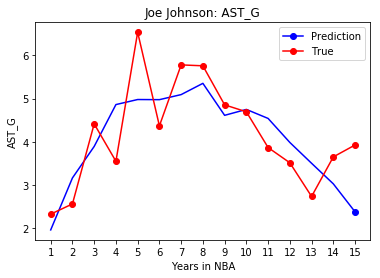 Joe Johnson: AST_G
Prediction
True
AST_G
6
5
4
3
2
1 2 3 4 5 6 7 8 9 10 11 12 13 14 15
Years in NBA